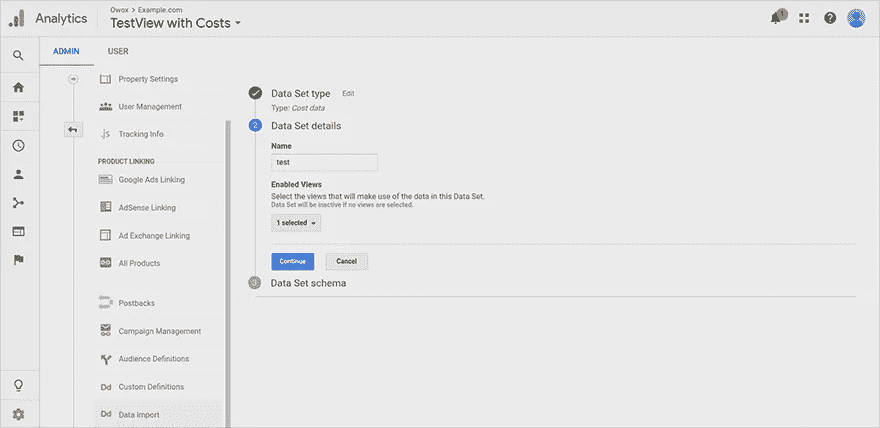 Analytics
Owox > Example.com
TestView with Costs
1
ADMIN
USER
Property Settings
User Management
.js Tracking Info
PRODUCT LINKING
Google Ads Linking
AdSense Linking
Ad Exchange Linking
All Products
Postbacks
Campaign Management
Audience Definitions
Dd Custom Definitions
Dd Data Import
Data Set type Edit
Type: Cost data
2 Data Set details
Name
test
Enabled Views
Select the views that will make use of the data in this Data Set.
Data Set will be inactive if no views are selected.
1 selected
Continue
Cancel
3 Data Set schema